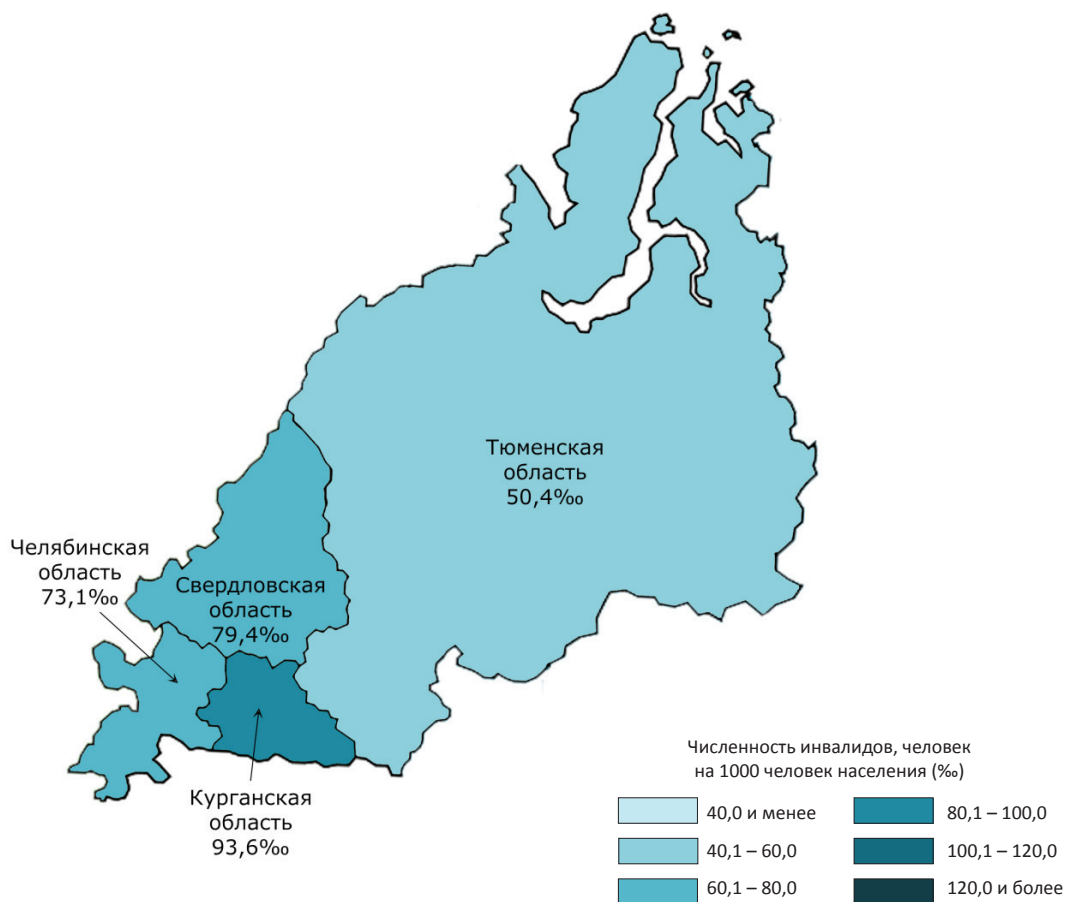 Тюменская
область
50,4‰
Челябинская
область
73,1‰
Свердловская
область
79,4‰
Курганская
область
93,6‰
Численность инвалидов, человек
на 1000 человек населения (‰)
40,0 и менее
40,1 – 60,0
60,1 – 80,0
80,1 – 100,0
100,1 – 120,0
120,0 и более